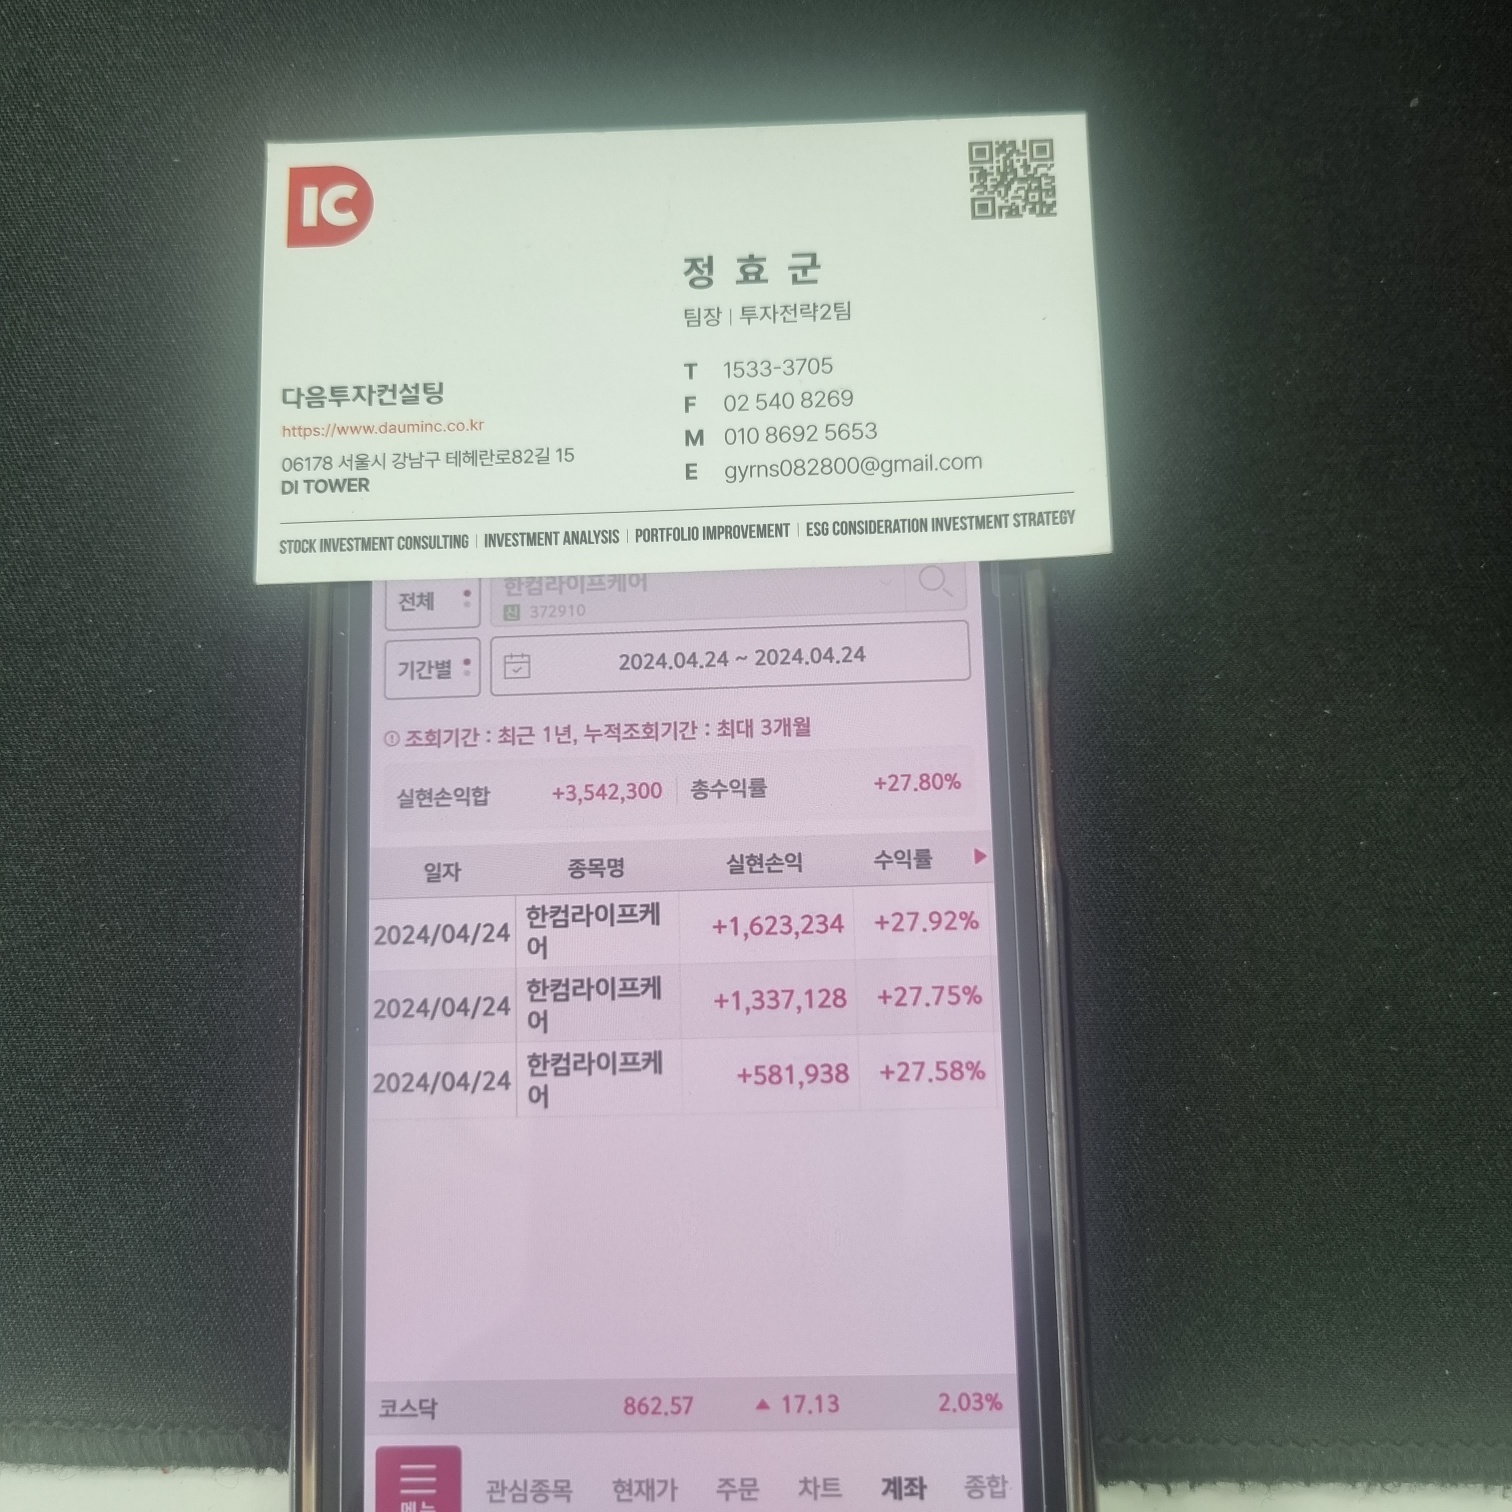 IC
정효군
팀장 | 투자전략2팀
T 1533-3705
F 02 540 8269
M 010 8692 5653
E gyrns082800@gmail.com
다음투자컨설팅
https://www.dauminc.co.kr
06178 서울시 강남구 테헤란로82길 15
DI TOWER
STOCK INVESTMENT CONSULTING | INVESTMENT ANALYSIS | PORTFOLIO IMPROVEMENT | ESG CONSIDERATION INVESTMENT STRATEGY
전체 한컴라이프케어
신 372910
기간별 2024.04.24 ~ 2024.04.24
조회기간 : 최근 1년, 누적조회기간 : 최대 3개월
실현손익합 +3,542,300 총수익률 +27.80%
일자 종목명 실현손익 수익률
2024/04/24 한컴라이프케어 +1,623,234 +27.92%
2024/04/24 한컴라이프케어 +1,337,128 +27.75%
2024/04/24 한컴라이프케어 +581,938 +27.58%
코스닥 862.57 ▲ 17.13 2.03%
메뉴 관심종목 현재가 주문 차트 계좌 종합